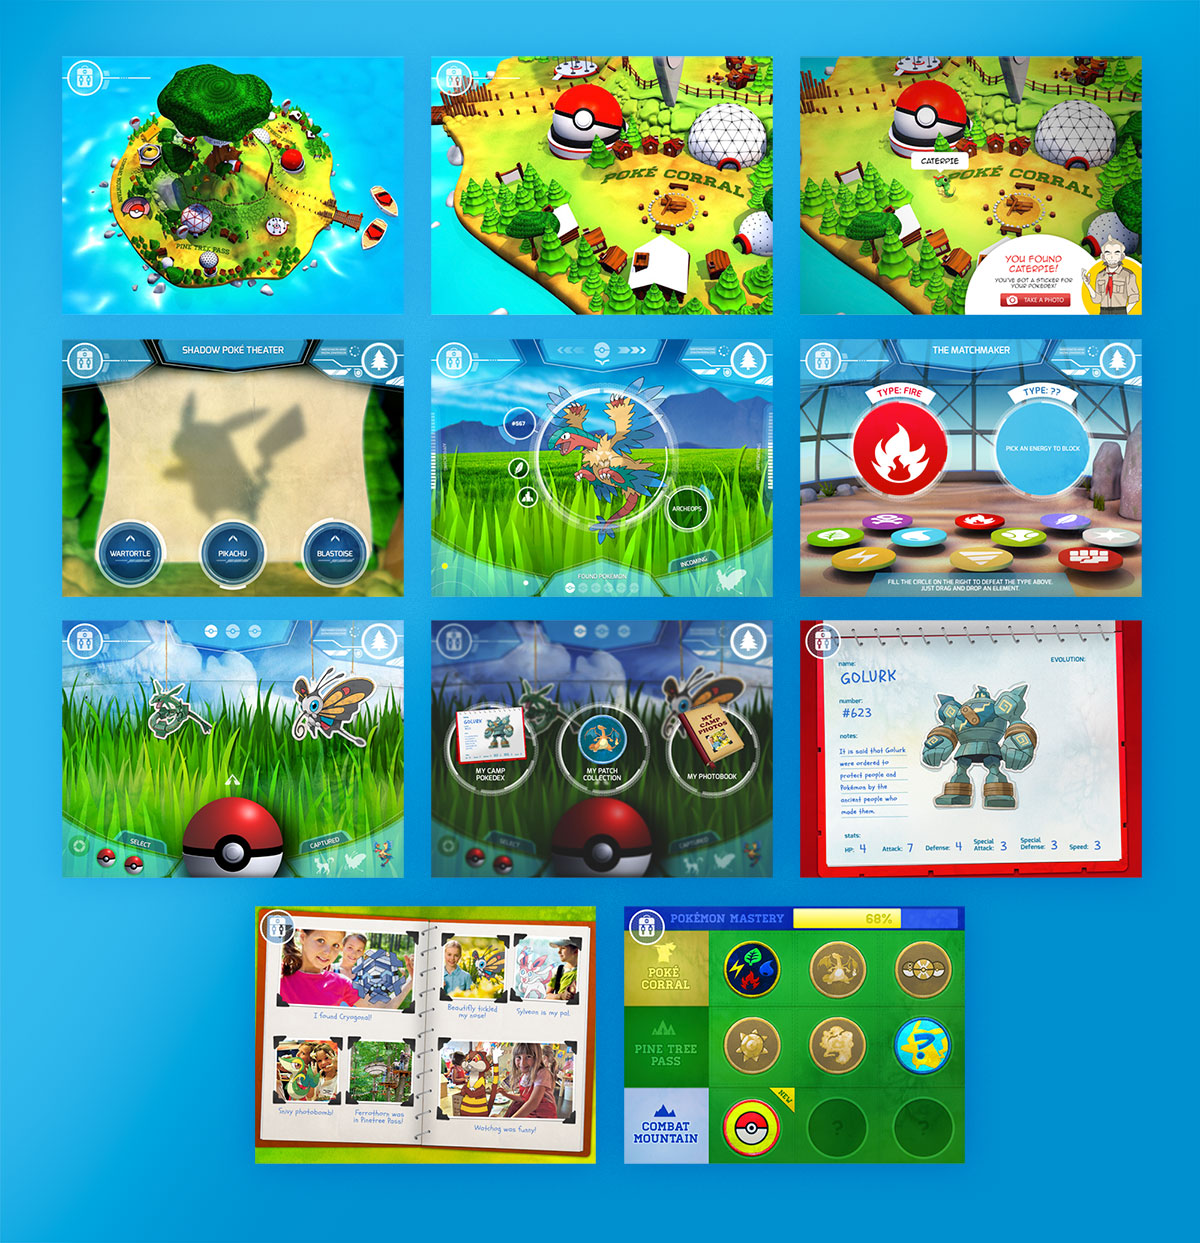 PINE TREE PASS
POKÉ CORRAL
CATERPIE
POKÉ CORRAL
YOU FOUND
CATERPIE!
YOU'VE GOT A STICKER FOR
YOUR POKEDEX!
TAKE A PHOTO
SHADOW POKÉ THEATER
WARTORTLE
PIKACHU
BLASTOISE
#567
ARCHEOPS
INCOMING
FOUND POKEMON
THE MATCHMAKER
TYPE: FIRE
TYPE: ??
PICK AN ENERGY TO BLOCK
FILL THE CIRCLE ON THE RIGHT TO DEFEAT THE TYPE ABOVE.
JUST DRAG AND DROP AN ELEMENT.
SELECT
CAPTURED
GOLURK
MY CAMP PHOTOS
MY CAMP
POKEDEX
MY PATCH
COLLECTION
MY PHOTOBOOK
SELECT
CAPTURED
name:
GOLURK
EVOLUTION:
number:
#623
notes:
It is said that Golurk
were ordered to
protect people and
Pokémon by the
ancient people who
made them.
stats:
HP: 4 Attack: 7 Defense: 4 Special Attack: 3 Special Defense: 3 Speed: 3
I found Cryogonal!
Beautifly tickled
my nose!
Sylveon is my pal.
Snivy photobomb!
Ferrothorn was
in Pinetree Pass!
Watchog was funny!
POKÉMON MASTERY
68%
POKÉ
CORRAL
PINE TREE
PASS
?
COMBAT
MOUNTAIN
NEW
?
?